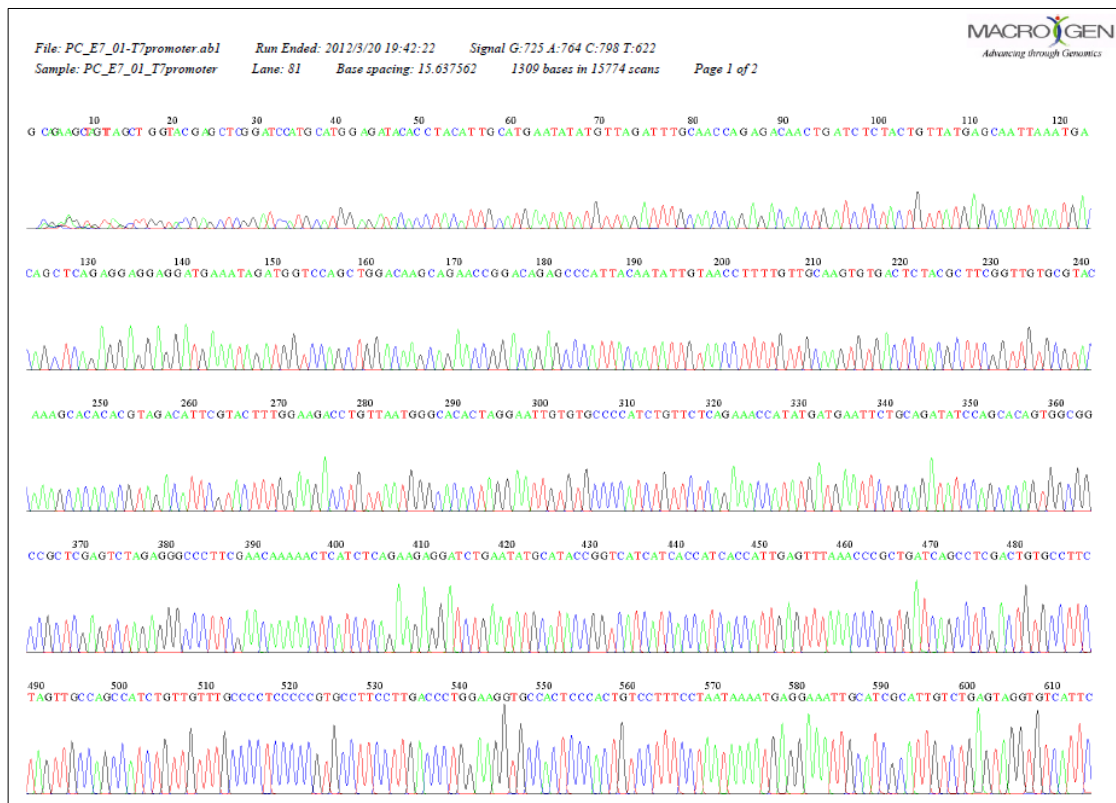 MACROGEN
Advancing through Genomics
File: PC_E7_01-T7promoter.ab1 Run Ended: 2012/3/20 19:42:22 Signal G:725 A:764 C:798 T:622
Sample: PC_E7_01_T7promoter Lane: 81 Base spacing: 15.637562 1309 bases in 15774 scans Page 1 of 2
10 20 30 40 50 60 70 80 90 100 110 120
GCTGGTACGAGCTCGGATCCATGCATGGAGATACACCTACATTGCATGAATATATGTTAGATTTGCAACCAGAGACAACTGATCTCTACTGTTATGAGCAATTAAATGA
130 140 150 160 170 180 190 200 210 220 230 240
CAGCTCAGAGGAGGAGGATGAAATAGATGGTCCAGCTGGACAAGCAGAACCGGACAGAGCCCATTACAATATTGTAACCTTTTGTTGCAAGTGTGACTCTACGCTTCGGTTGTGCGTAC
250 260 270 280 290 300 310 320 330 340 350 360
AAAGCACACACGTAGACATTCGTACTTTGGAAGACCTGTTAATGGGCACACTAGGAATTGTGTGCCCCATCTGTTCTCAGAAACCATATGATGAATTCTGCAGATATCCAGCACAGTGGCGG
370 380 390 400 410 420 430 440 450 460 470 480
CCGCTCGAGTCTAGAGGGCCCTTCGAACAAAAACTCATCTCAGAAGAGGATCTGAATATGCATACCGGTCATCATCACCATCACCATTGAGTTTAAACCCGCTGATCAGCCTCGACTGTGCCTTC
490 500 510 520 530 540 550 560 570 580 590 600 610
TAGTTGCCAGCCATCTGTTGTTTGCCCCTCCCCCGTGCCTTCCTTGACCCTGGAAGGTGCCACTCCCACTGTCCTTTCCTAATAAAATGAGGAAATTGCATCGCATTGTCTGAGTAGGTGTCATTC